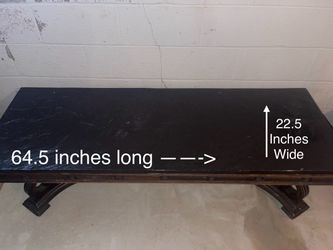 22.5
Inches
Wide
64.5 inches long ——->